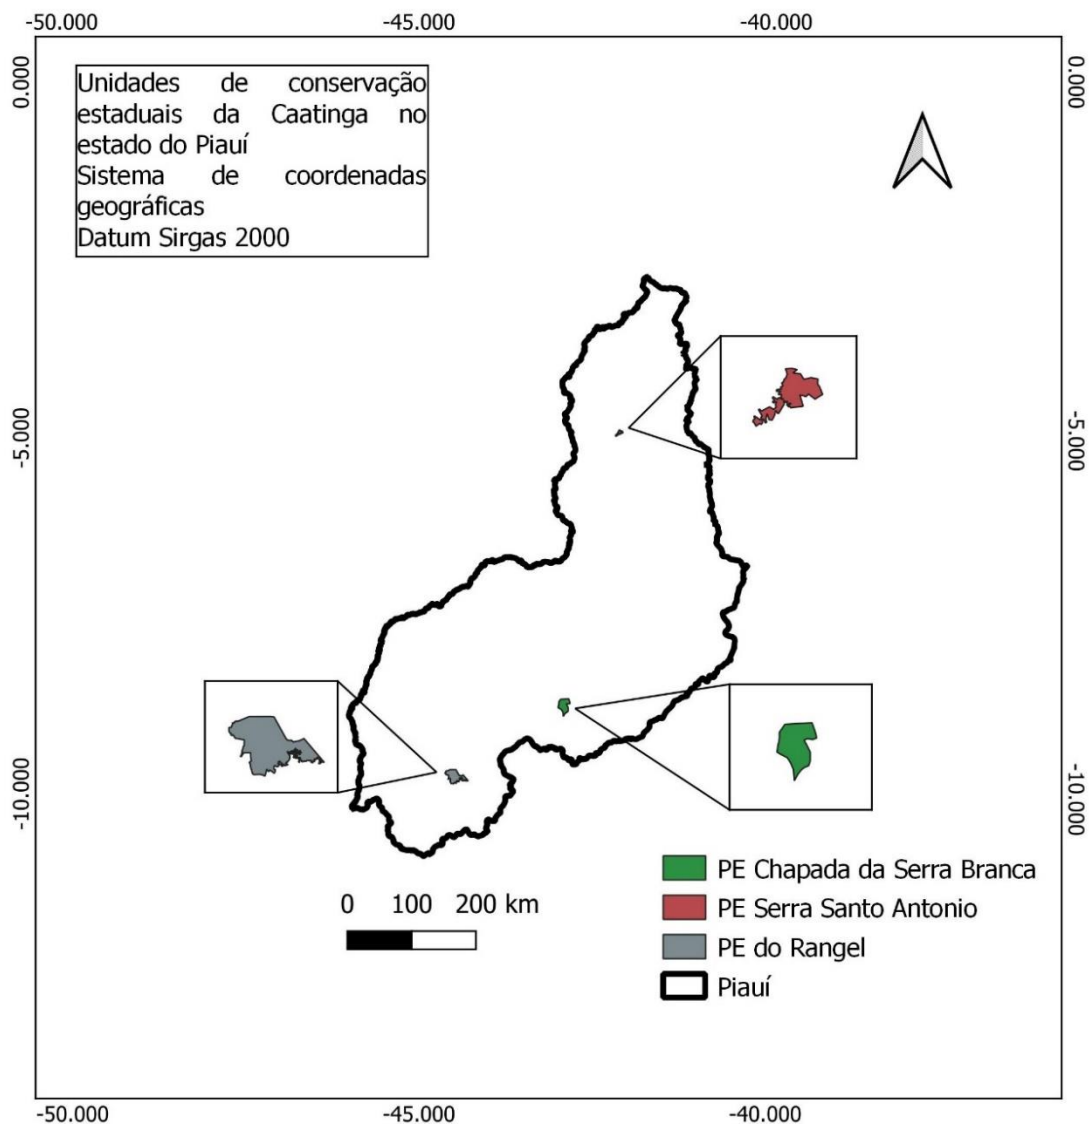 -50.000 -45.000 -40.000
0.000 0.000
Unidades de conservação
estaduais da Caatinga no
estado do Piauí
Sistema de coordenadas
geográficas
Datum Sirgas 2000
-5.000 -5.000
-10.000 -10.000
0 100 200 km
PE Chapada da Serra Branca
PE Serra Santo Antonio
PE do Rangel
Piauí
-50.000 -45.000 -40.000